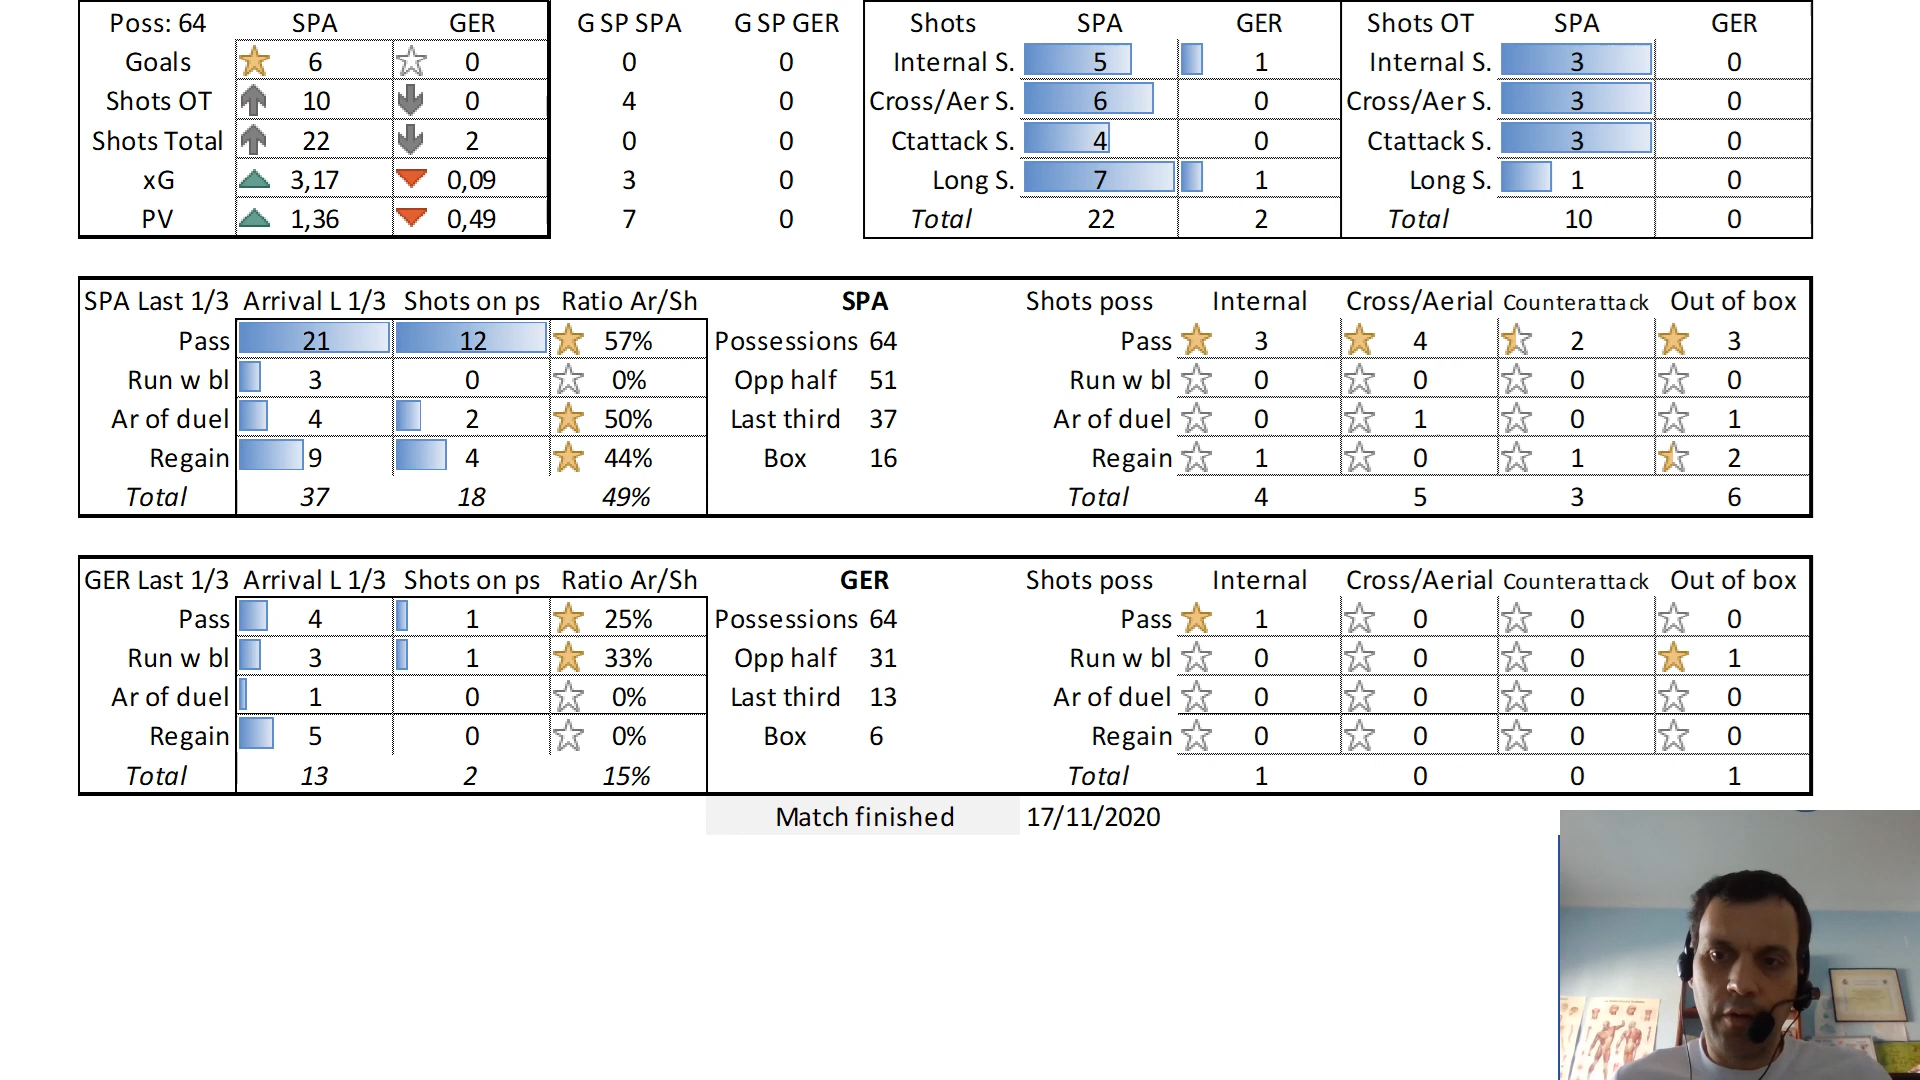 Poss: 64 SPA GER G SP SPA G SP GER Shots SPA GER Shots OT SPA GER
Goals 6 0 0 0 Internal S. 5 1 Internal S. 3 0
Shots OT 10 0 4 0 Cross/Aer S. 6 0 Cross/Aer S. 3 0
Shots Total 22 2 0 0 Ctattack S. 4 0 Ctattack S. 3 0
xG 3,17 0,09 3 0 Long S. 7 1 Long S. 1 0
PV 1,36 0,49 7 0 Total 22 2 Total 10 0
SPA Last 1/3 Arrival L 1/3 Shots on ps Ratio Ar/Sh SPA Shots poss Internal Cross/Aerial Counterattack Out of box
Pass 21 12 57% Possessions 64 Pass 3 4 2 3
Run w bl 3 0 0% Opp half 51 Run w bl 0 0 0 0
Ar of duel 4 2 50% Last third 37 Ar of duel 0 1 0 1
Regain 9 4 44% Box 16 Regain 1 0 1 2
Total 37 18 49% Total 4 5 3 6
GER Last 1/3 Arrival L 1/3 Shots on ps Ratio Ar/Sh GER Shots poss Internal Cross/Aerial Counterattack Out of box
Pass 4 1 25% Possessions 64 Pass 1 0 0 0
Run w bl 3 1 33% Opp half 31 Run w bl 0 0 0 1
Ar of duel 1 0 0% Last third 13 Ar of duel 0 0 0 0
Regain 5 0 0% Box 6 Regain 0 0 0 0
Total 13 2 15% Total 1 0 0 1
Match finished 17/11/2020